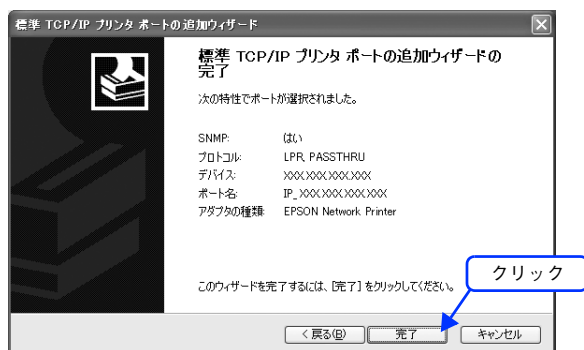 標準 TCP/IP プリンタ ポートの追加ウィザード
標準 TCP/IP プリンタ ポートの追加ウィザードの
完了
次の特性でポートが選択されました。
SNMP: はい
プロトコル: LPR, PASSTHRU
デバイス: XXX.XXX.XXX.XXX
ポート名: IP_XXX.XXX.XXX.XXX
アダプタの種類: EPSON Network Printer
クリック
このウィザードを完了するには、[完了] をクリックしてください。
< 戻る(B) 完了 キャンセル